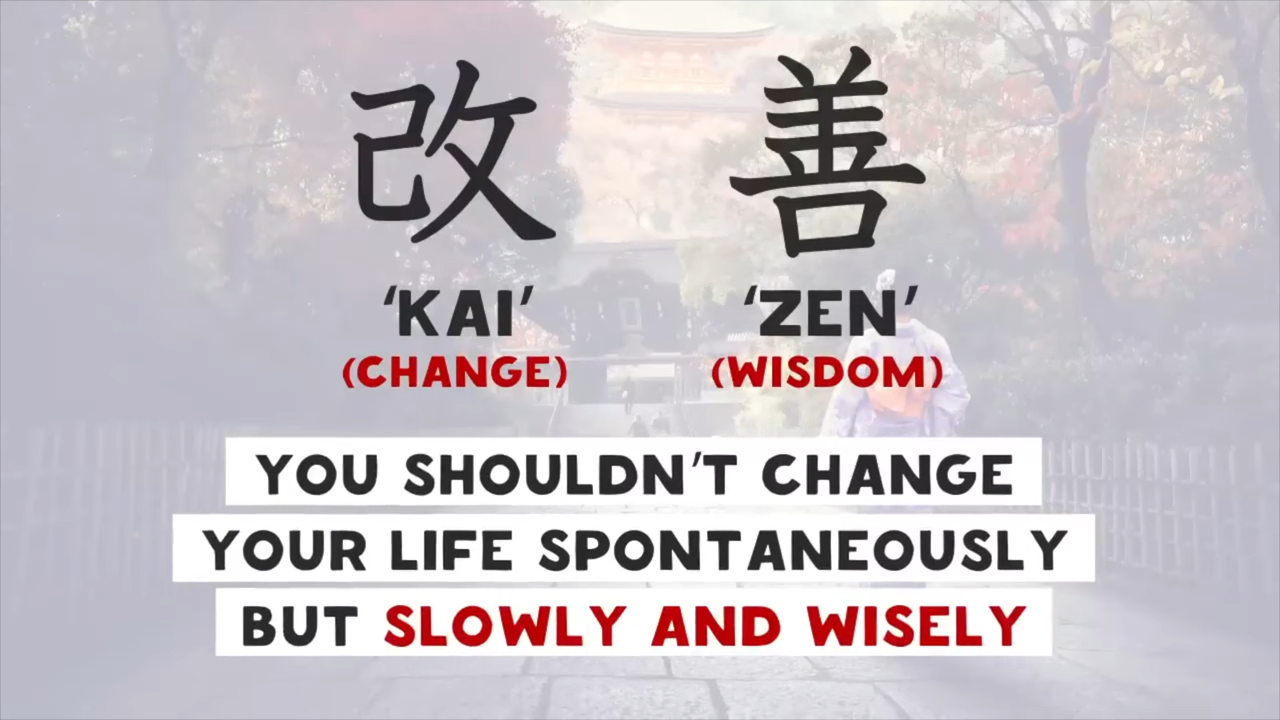 改 善
‘KAI’ ‘ZEN’
(CHANGE) (WISDOM)
YOU SHOULDN’T CHANGE
YOUR LIFE SPONTANEOUSLY
BUT SLOWLY AND WISELY